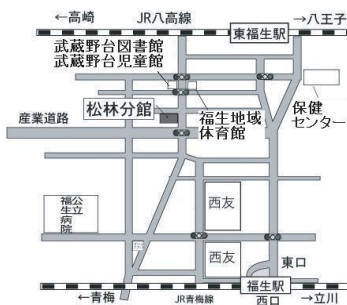 ←高崎
JR八高線
→八王子
東福生駅
武蔵野台図書館
武蔵野台児童館
松林分館
福生地域
体育館
保健
センター
産業道路
公立
福生
病院
西友
西友
東口
福生駅
西口
←青梅
JR青梅線
→立川